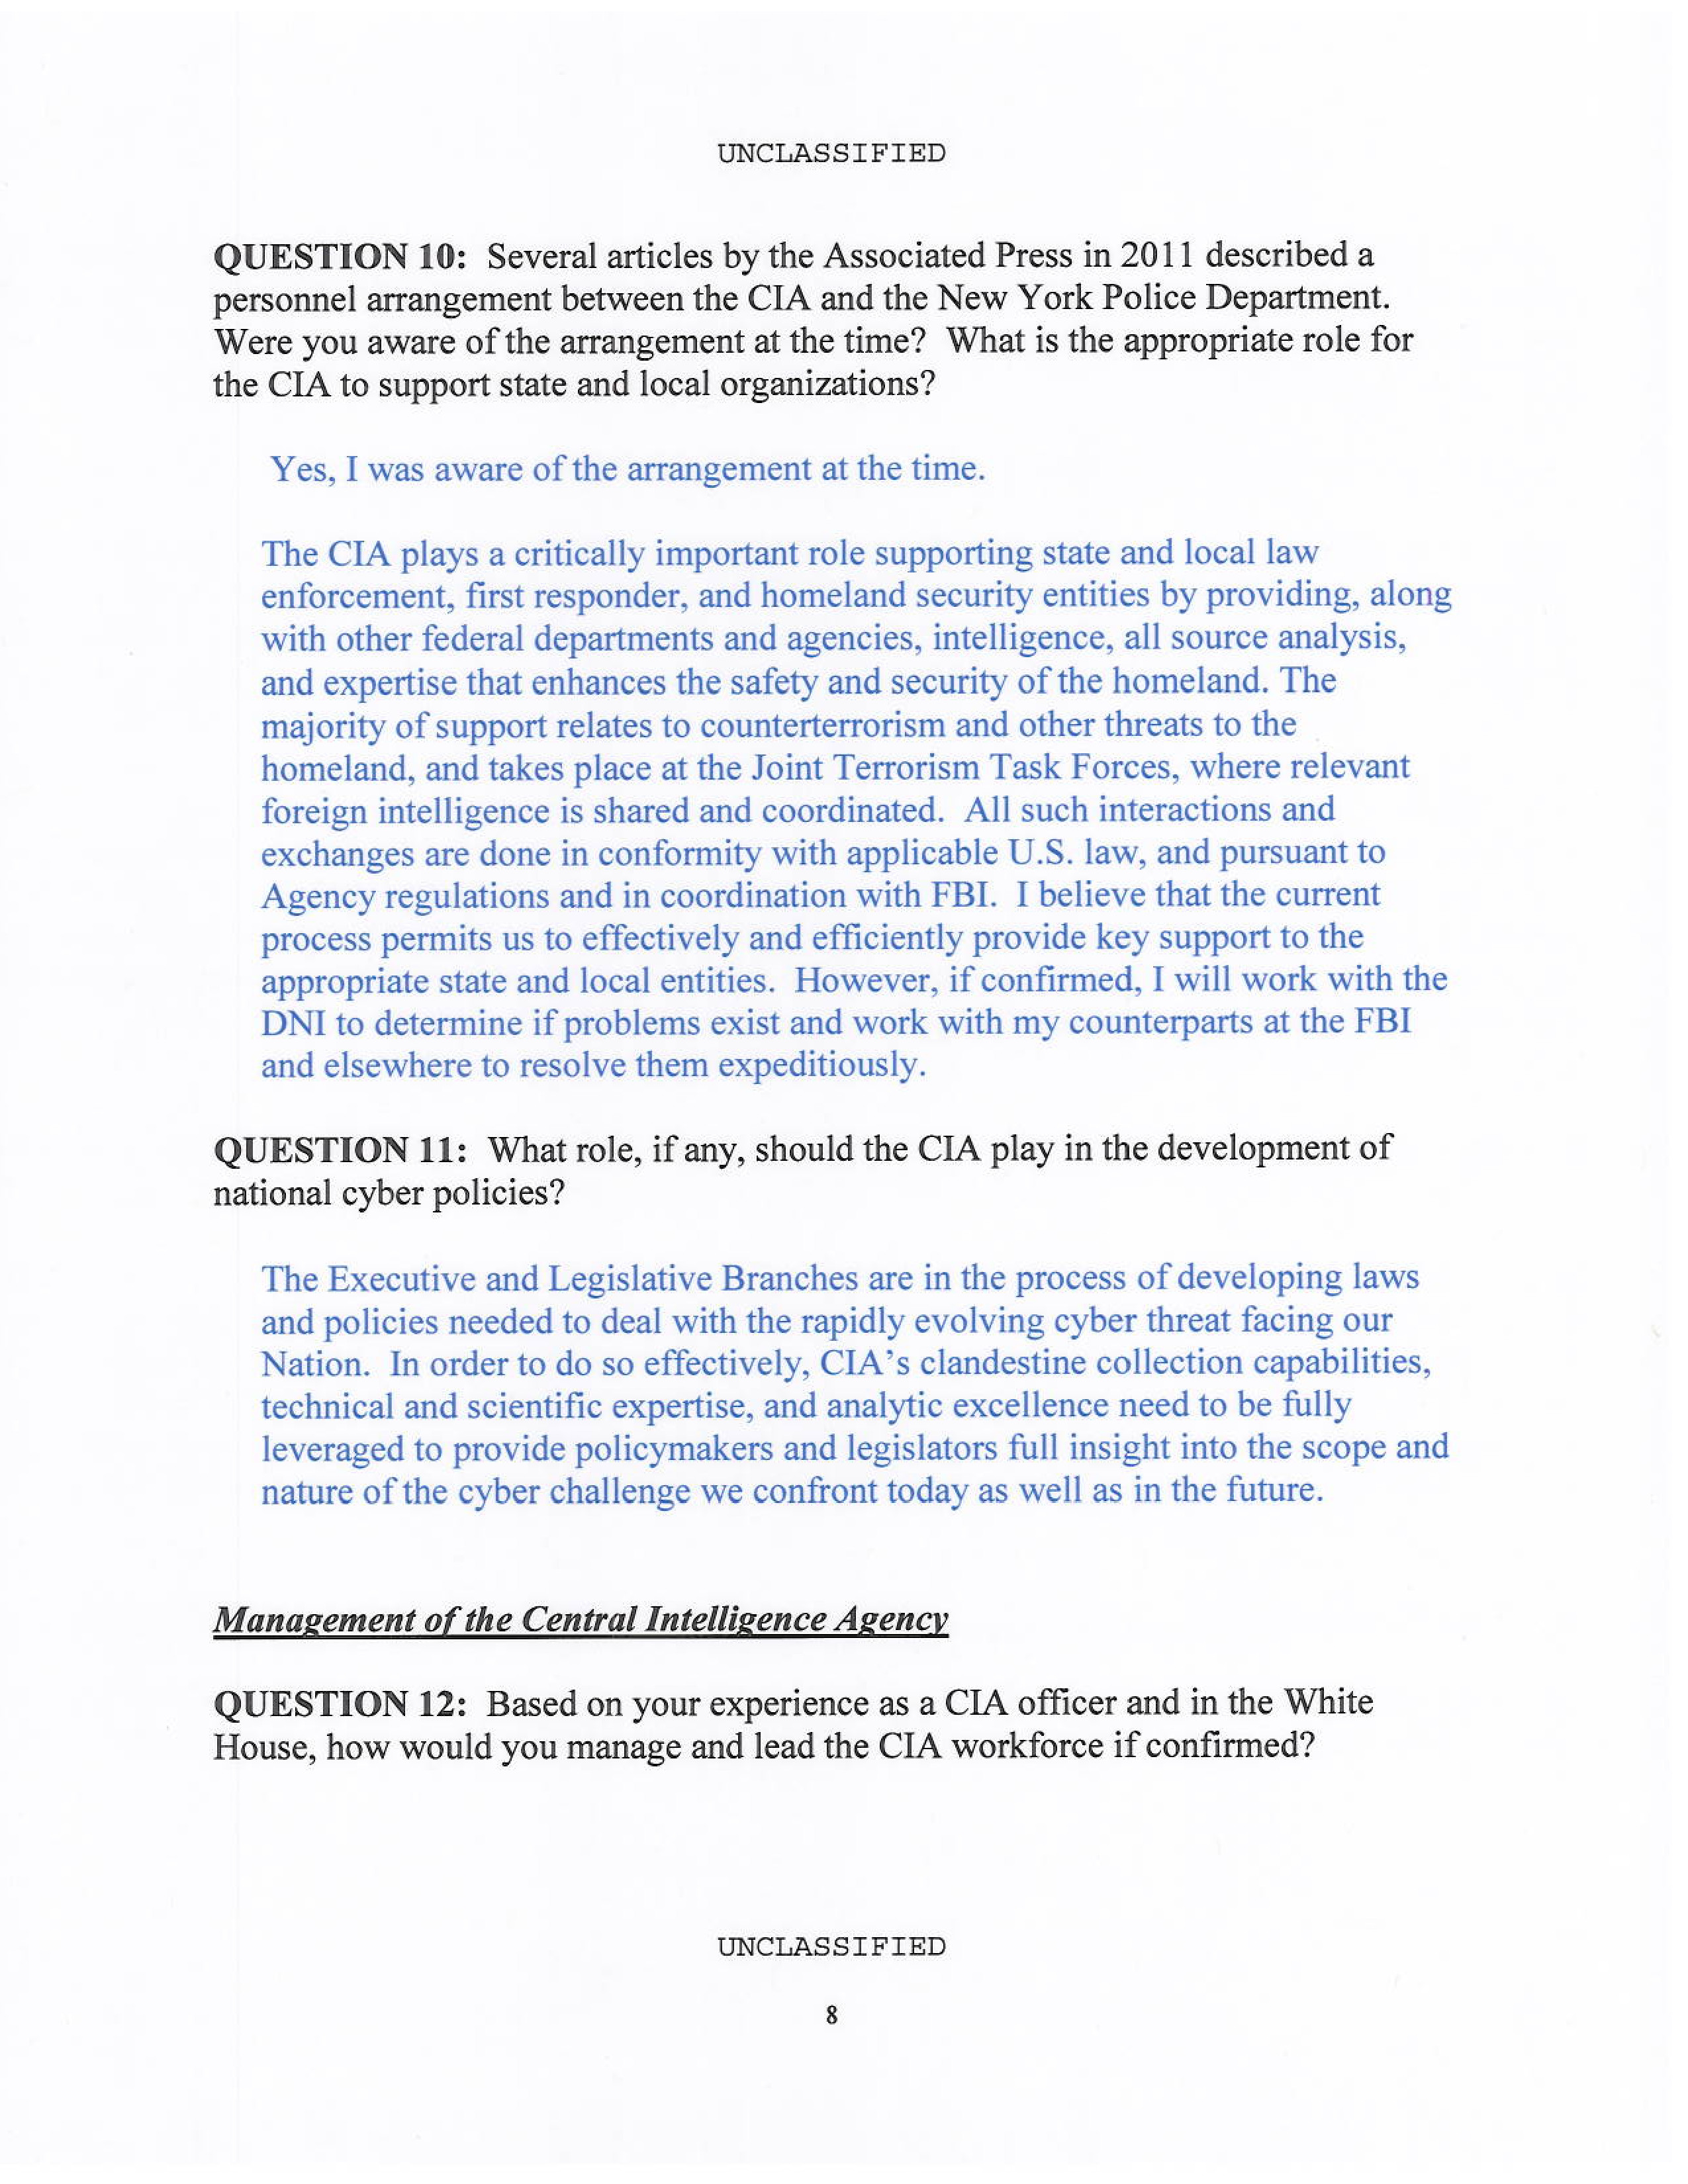 UNCLASSIFIED
QUESTION 10: Several articles by the Associated Press in 2011 described a
personnel arrangement between the CIA and the New York Police Department.
Were you aware of the arrangement at the time? What is the appropriate role for
the CIA to support state and local organizations?
Yes, I was aware of the arrangement at the time.
The CIA plays a critically important role supporting state and local law
enforcement, first responder, and homeland security entities by providing, along
with other federal departments and agencies, intelligence, all source analysis,
and expertise that enhances the safety and security of the homeland. The
majority of support relates to counterterrorism and other threats to the
homeland, and takes place at the Joint Terrorism Task Forces, where relevant
foreign intelligence is shared and coordinated. All such interactions and
exchanges are done in conformity with applicable U.S. law, and pursuant to
Agency regulations and in coordination with FBI. I believe that the current
process permits us to effectively and efficiently provide key support to the
appropriate state and local entities. However, if confirmed, I will work with the
DNI to determine if problems exist and work with my counterparts at the FBI
and elsewhere to resolve them expeditiously.
QUESTION 11: What role, if any, should the CIA play in the development of
national cyber policies?
The Executive and Legislative Branches are in the process of developing laws
and policies needed to deal with the rapidly evolving cyber threat facing our
Nation. In order to do so effectively, CIA's clandestine collection capabilities,
technical and scientific expertise, and analytic excellence need to be fully
leveraged to provide policymakers and legislators full insight into the scope and
nature of the cyber challenge we confront today as well as in the future.
Management of the Central Intelligence Agency
QUESTION 12: Based on your experience as a CIA officer and in the White
House, how would you manage and lead the CIA workforce if confirmed?
UNCLASSIFIED
8